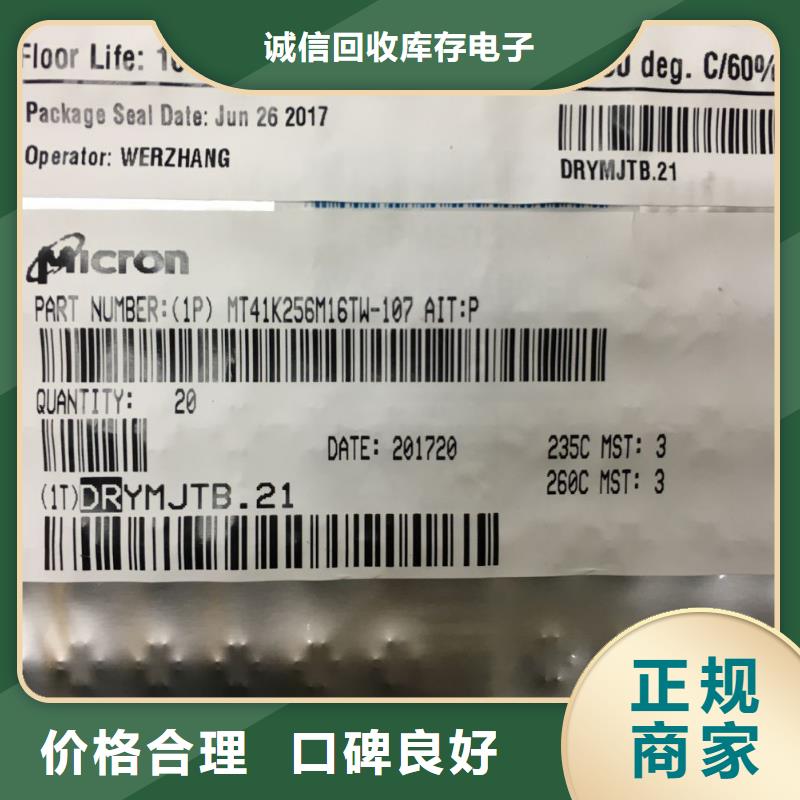 诚信回收库存电子
Floor Life:
deg. C/60%
Package Seal Date: Jun 26 2017
Operator: WERZHANG
DRYMJTB.21
Micron
PART NUMBER:(1P) MT41K256M16TW-107 AIT:P
QUANTITY: 20
DATE: 201720
235C MST: 3
260C MST: 3
(1T)DRYMJTB.21
价格合理 口碑良好
正规
商家